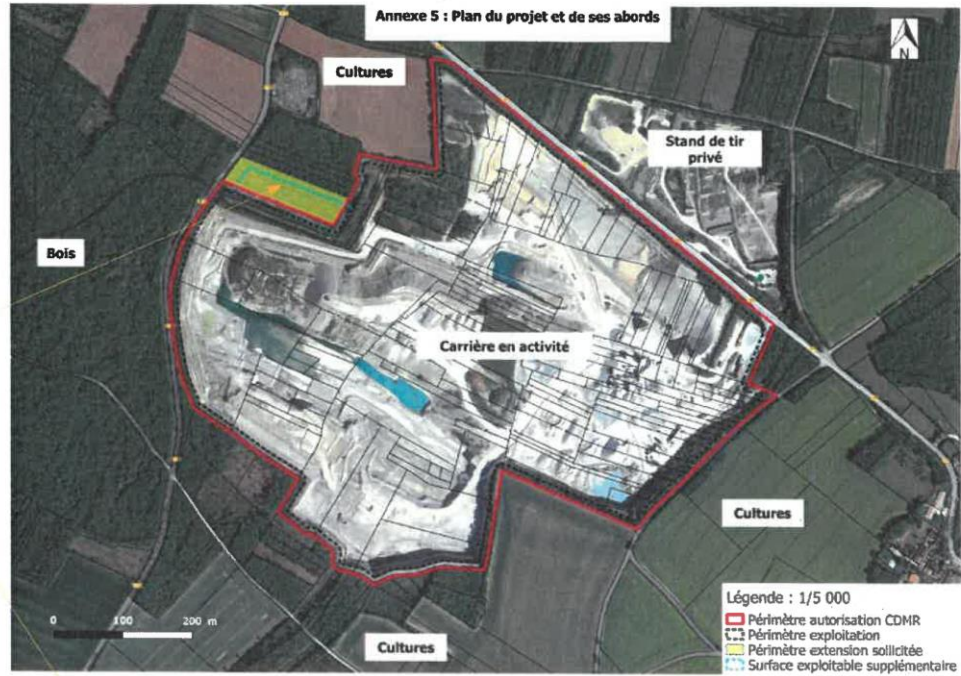 Annexe 5 : Plan du projet et de ses abords
N
Cultures
Stand de tir
privé
Bois
Carrière en activité
Cultures
Cultures
0 100 200 m
Légende : 1/5 000
Périmètre autorisation CDMR
Périmètre exploitation
Périmètre extension sollicitée
Surface exploitable supplémentaire